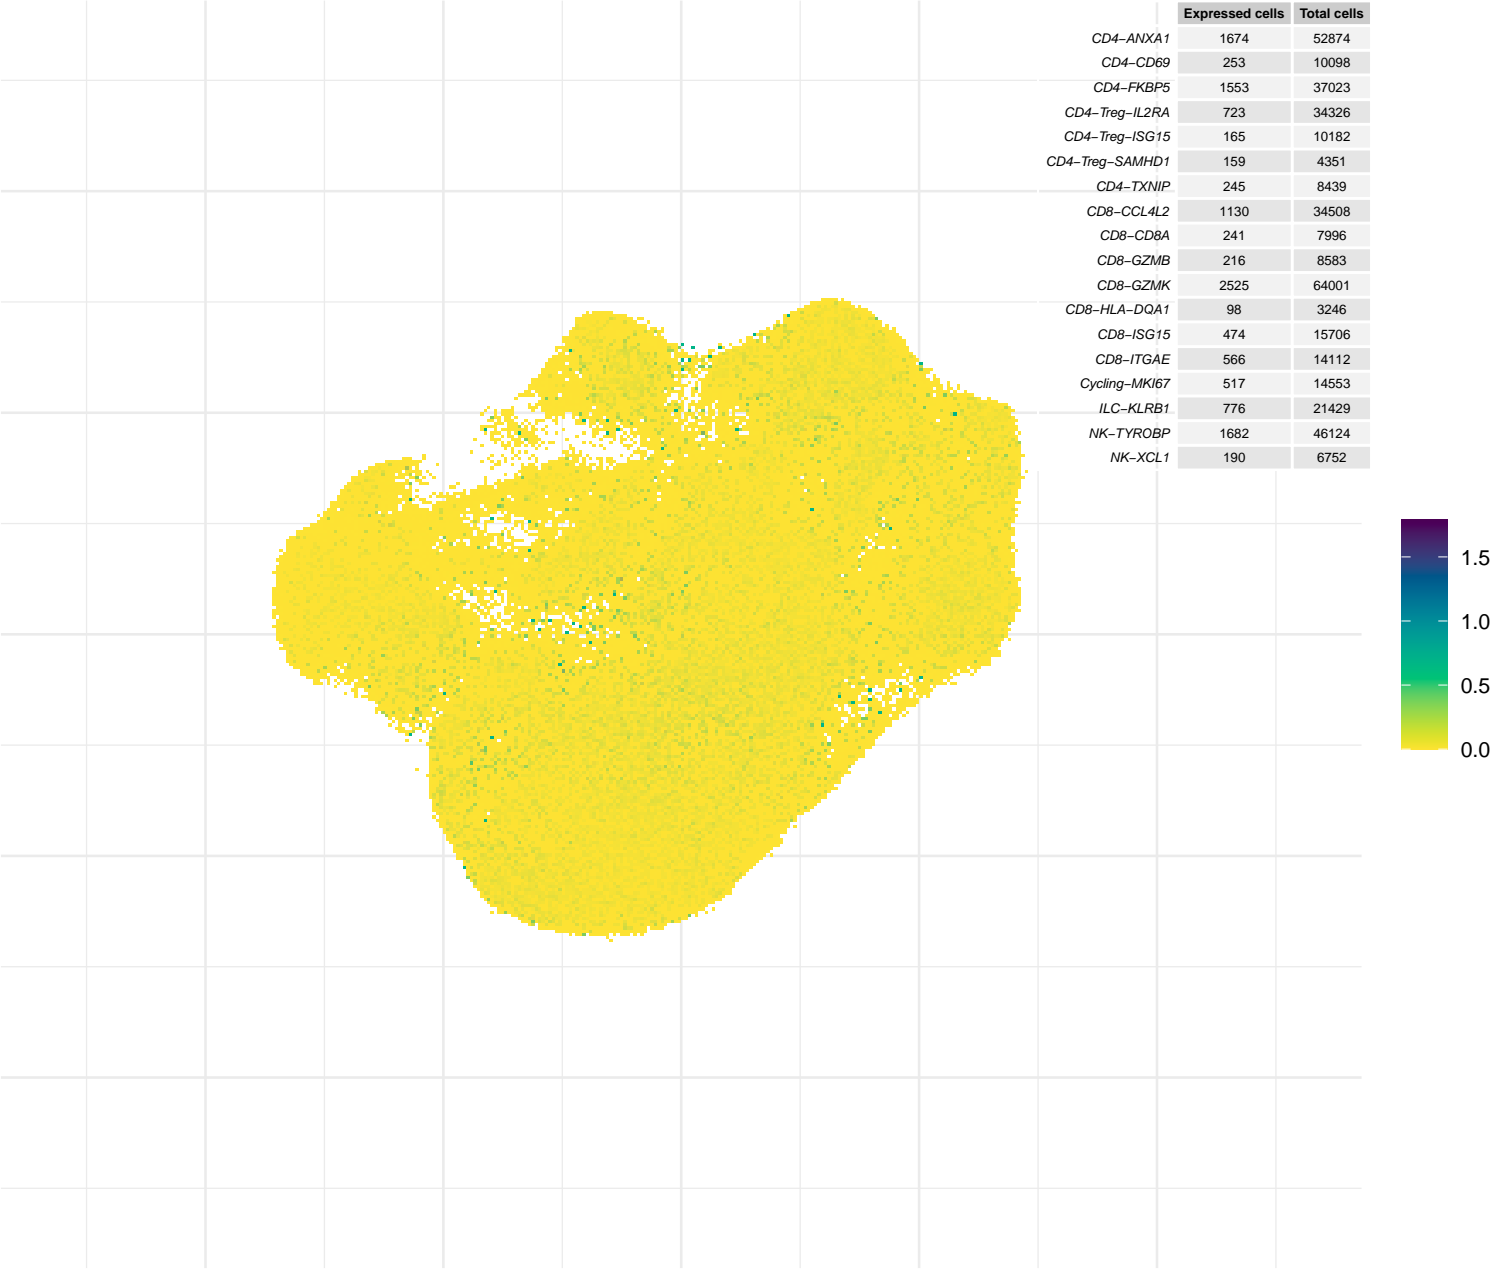 Expressed cells Total cells
CD4−ANXA1 1674 52874
CD4−CD69 253 10098
CD4−FKBP5 1553 37023
CD4−Treg−IL2RA 723 34326
CD4−Treg−ISG15 165 10182
CD4−Treg−SAMHD1 159 4351
CD4−TXNIP 245 8439
CD8−CCL4L2 1130 34508
CD8−CD8A 241 7996
CD8−GZMB 216 8583
CD8−GZMK 2525 64001
CD8−HLA−DQA1 98 3246
CD8−ISG15 474 15706
CD8−ITGAE 566 14112
Cycling−MKI67 517 14553
ILC−KLRB1 776 21429
NK−TYROBP 1682 46124
NK−XCL1 190 6752
1.5
1.0
0.5
0.0